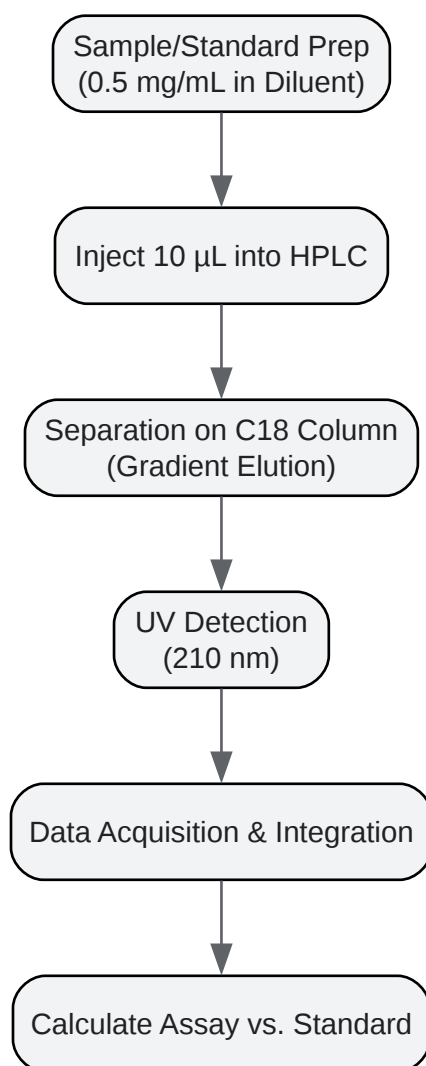 Sample/Standard Prep
(0.5 mg/mL in Diluent)
Inject 10 µL into HPLC
Separation on C18 Column
(Gradient Elution)
UV Detection
(210 nm)
Data Acquisition & Integration
Calculate Assay vs. Standard